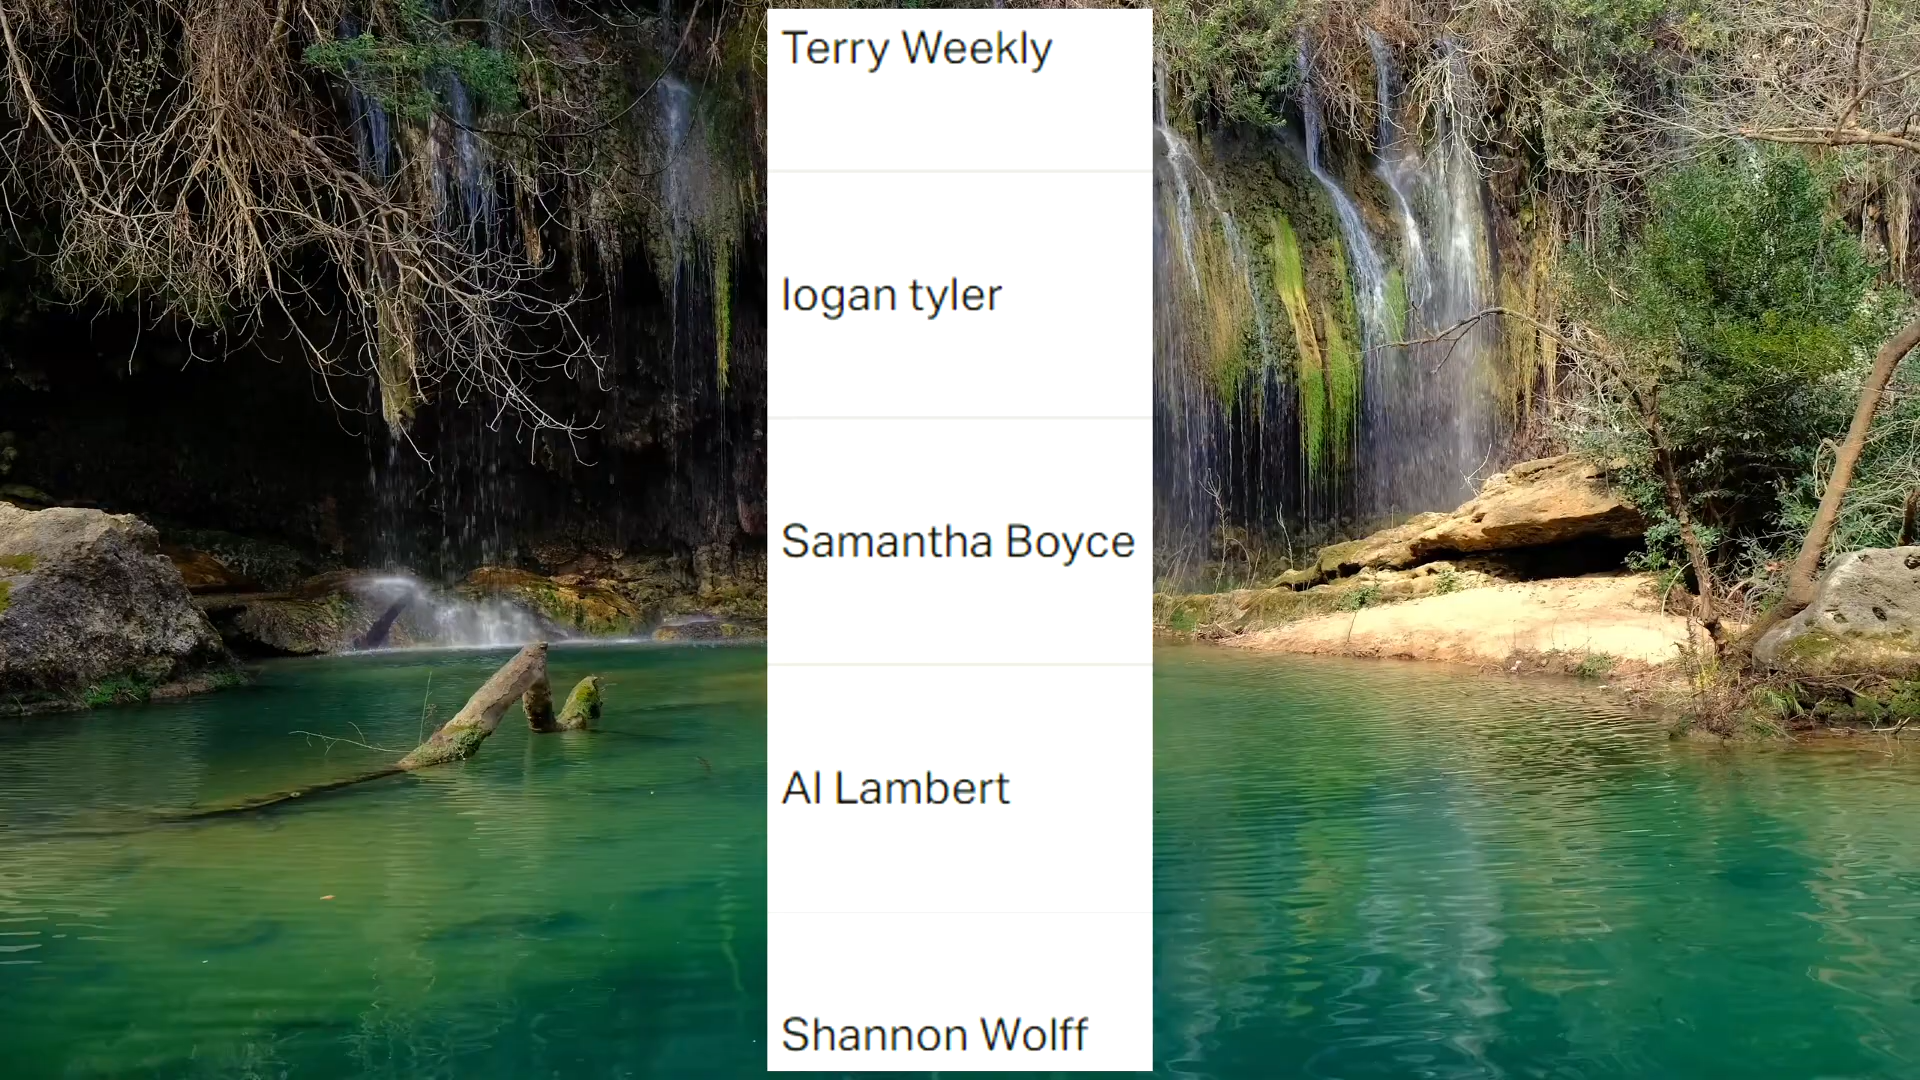 Terry Weekly
logan tyler
Samantha Boyce
Al Lambert
Shannon Wolff